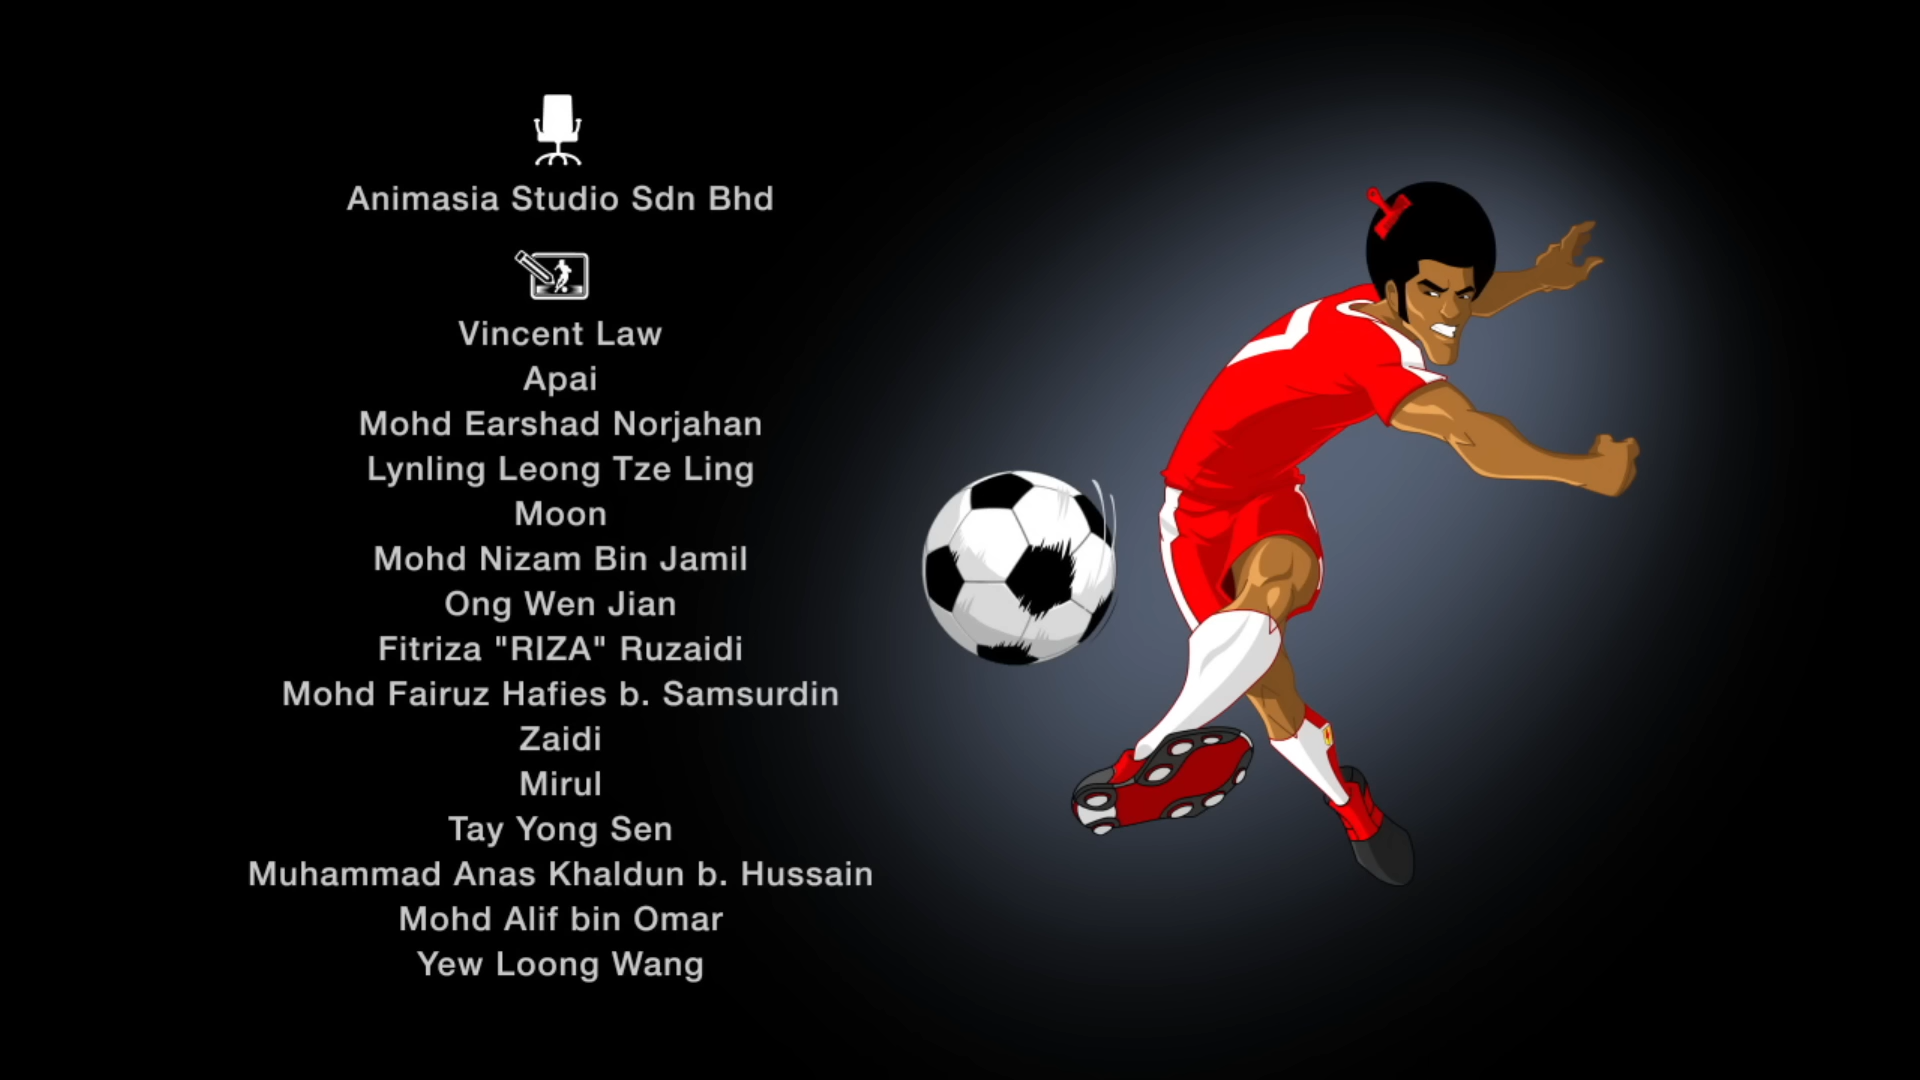 Animasia Studio Sdn Bhd
Vincent Law
Apai
Mohd Earshad Norjahan
Lynling Leong Tze Ling
Moon
Mohd Nizam Bin Jamil
Ong Wen Jian
Fitriza "RIZA" Ruzaidi
Mohd Fairuz Hafies b. Samsurdin
Zaidi
Mirul
Tay Yong Sen
Muhammad Anas Khaldun b. Hussain
Mohd Alif bin Omar
Yew Loong Wang